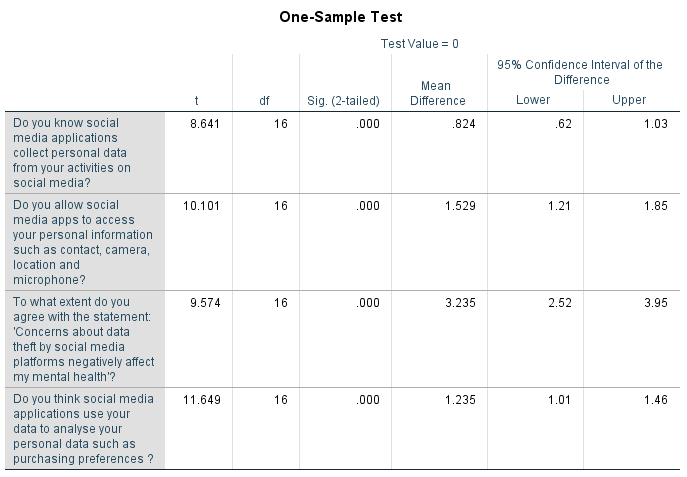 One-Sample Test
Test Value = 0
95% Confidence Interval of the
Difference
Mean
Difference
t df Sig. (2-tailed) Lower Upper
Do you know social
media applications
collect personal data
from your activities on
social media?
8.641 16 .000 .824 .62 1.03
Do you allow social
media apps to access
your personal information
such as contact, camera,
location and
microphone?
10.101 16 .000 1.529 1.21 1.85
To what extent do you
agree with the statement:
'Concerns about data
theft by social media
platforms negatively affect
my mental health'?
9.574 16 .000 3.235 2.52 3.95
Do you think social media
applications use your
data to analyse your
personal data such as
purchasing preferences ?
11.649 16 .000 1.235 1.01 1.46